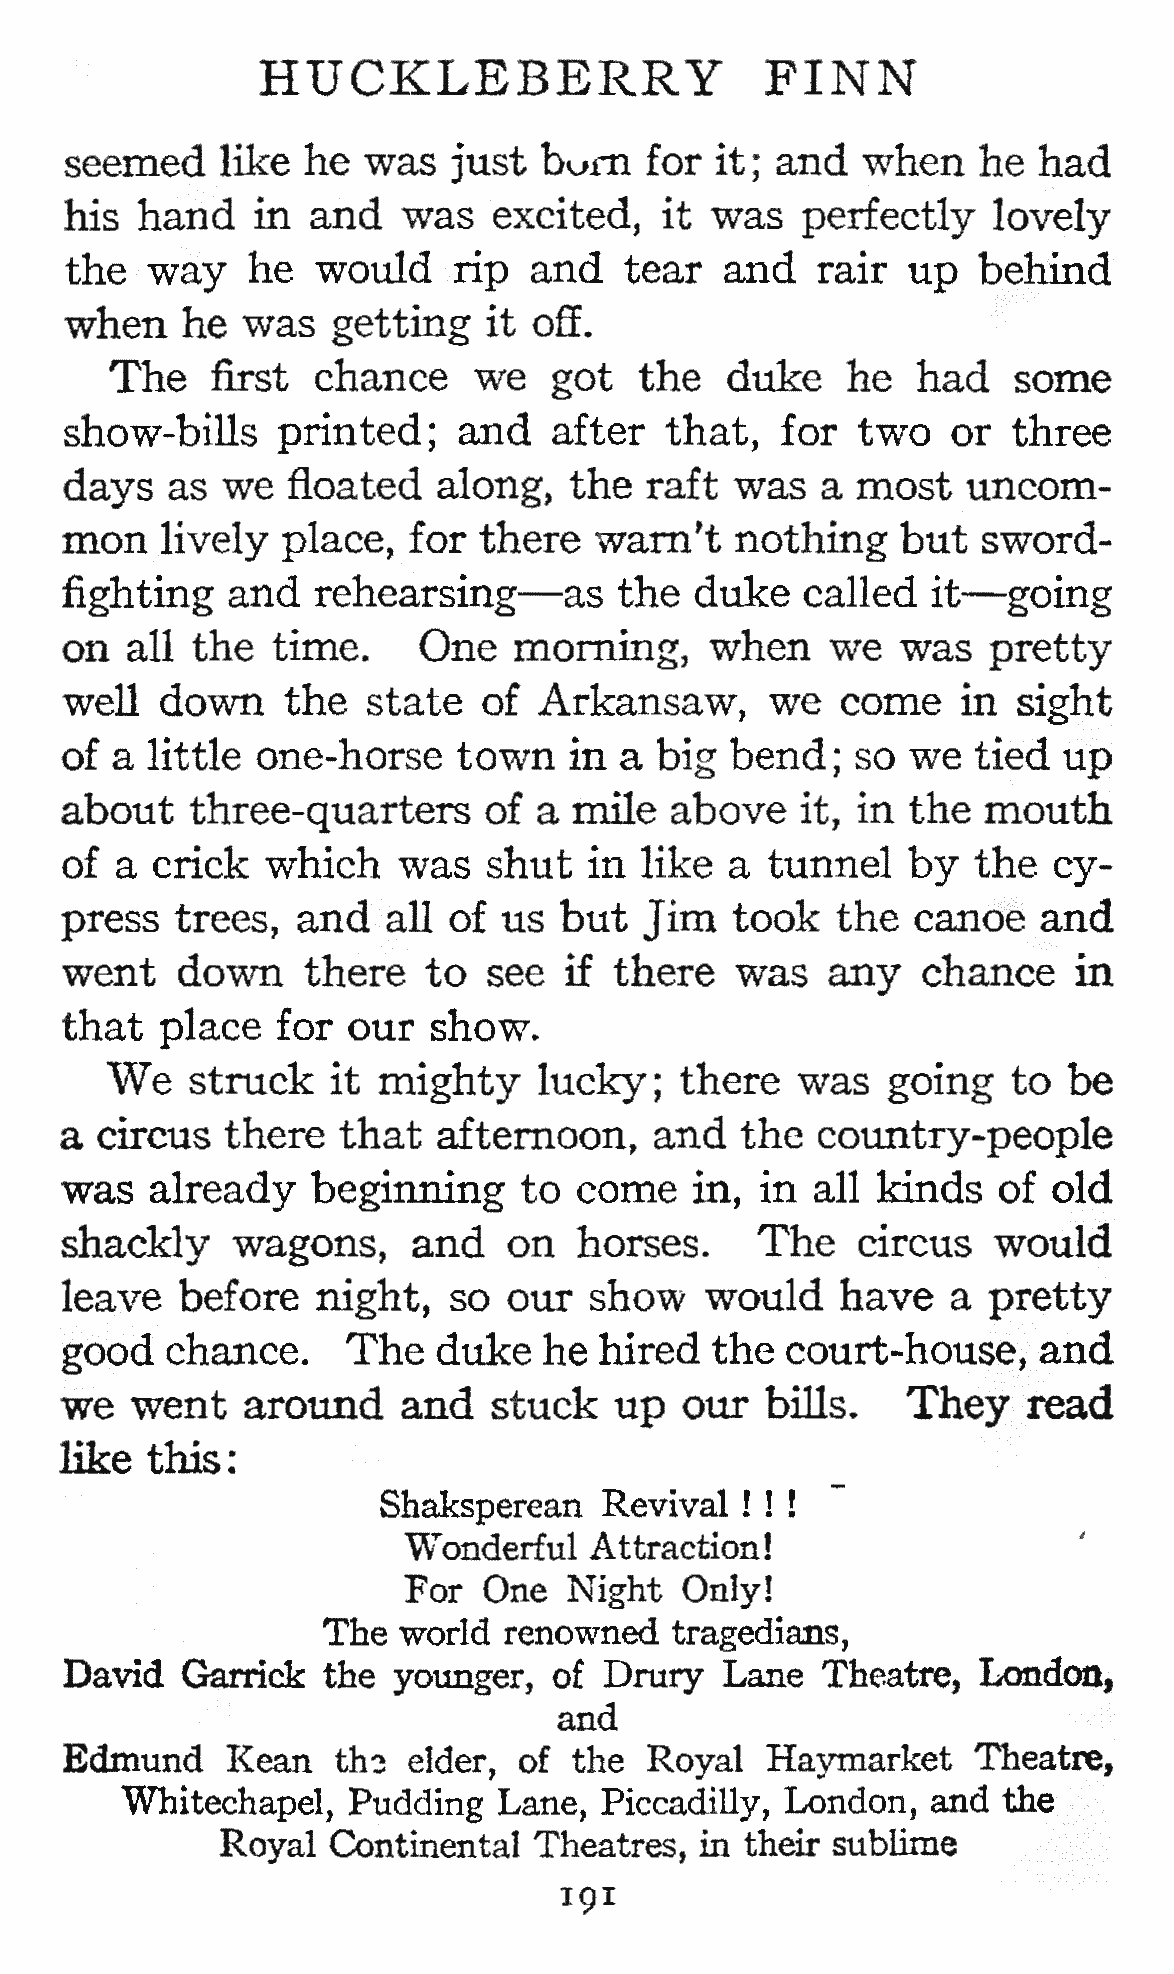 HUCKLEBERRY FINN
seemed like he was just born for it; and when he had
his hand in and was excited, it was perfectly lovely
the way he would rip and tear and rair up behind
when he was getting it off.
The first chance we got the duke he had some
show-bills printed; and after that, for two or three
days as we floated along, the raft was a most uncom-
mon lively place, for there warn't nothing but sword-
fighting and rehearsing—as the duke called it—going
on all the time. One morning, when we was pretty
well down the state of Arkansaw, we come in sight
of a little one-horse town in a big bend; so we tied up
about three-quarters of a mile above it, in the mouth
of a crick which was shut in like a tunnel by the cy-
press trees, and all of us but Jim took the canoe and
went down there to see if there was any chance in
that place for our show.
We struck it mighty lucky; there was going to be
a circus there that afternoon, and the country-people
was already beginning to come in, in all kinds of old
shackly wagons, and on horses. The circus would
leave before night, so our show would have a pretty
good chance. The duke he hired the court-house, and
we went around and stuck up our bills. They read
like this:
Shaksperean Revival ! ! !
Wonderful Attraction!
For One Night Only!
The world renowned tragedians,
David Garrick the younger, of Drury Lane Theatre, London,
and
Edmund Kean the elder, of the Royal Haymarket Theatre,
Whitechapel, Pudding Lane, Piccadilly, London, and the
Royal Continental Theatres, in their sublime
191